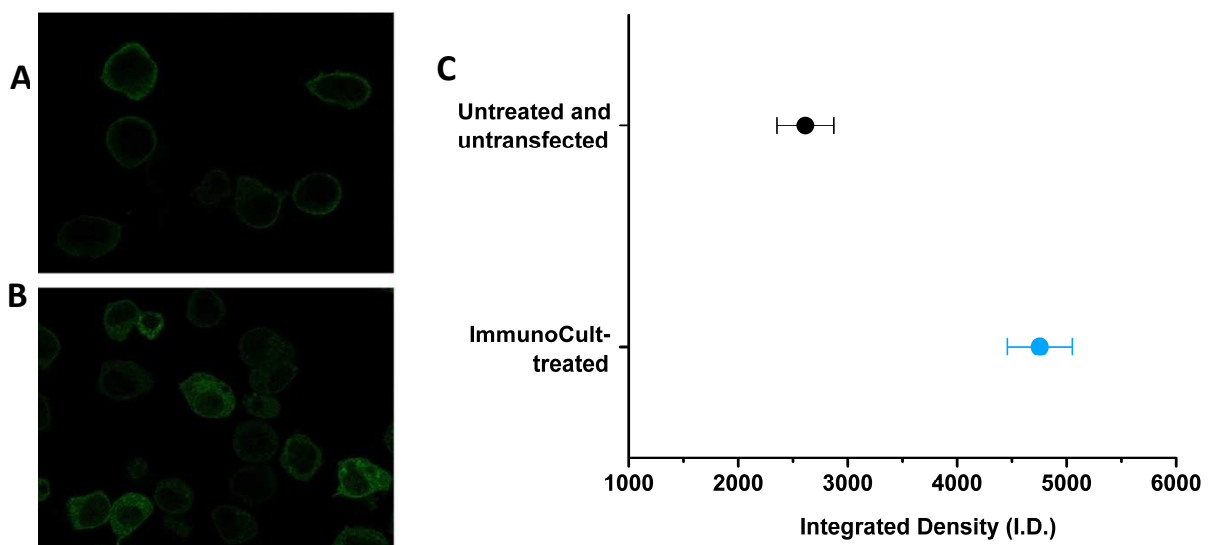 A
B
C
Untreated and
untransfected
ImmunoCult-
treated
1000 2000 3000 4000 5000 6000
Integrated Density (I.D.)